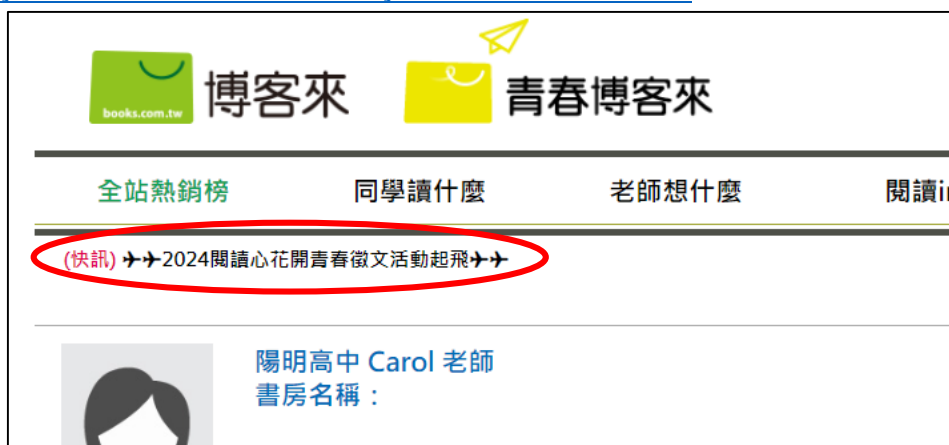 books.com.tw 博客來 青春博客來
全站熱銷榜 同學讀什麼 老師想什麼 閱讀in
(快訊) ✈✈2024閱讀心花開青春徵文活動起飛✈✈
陽明高中 Carol 老師
書房名稱：